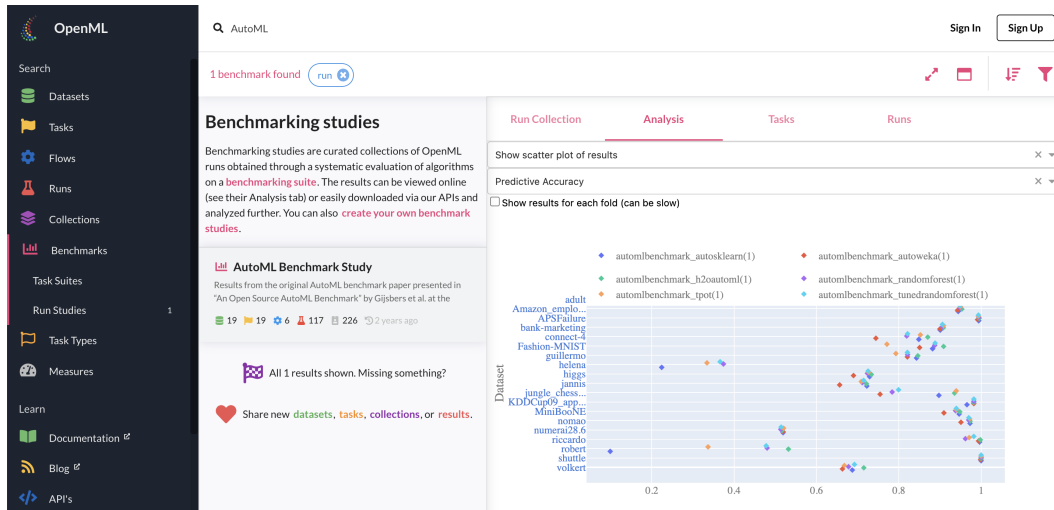 OpenML
AutoML
Sign In
Sign Up
Search
Datasets
Tasks
Flows
Runs
Collections
Benchmarks
Task Suites
Run Studies 1
Task Types
Measures
Learn
Documentation
Blog
API's
1 benchmark found
run
Benchmarking studies
Benchmarking studies are curated collections of OpenML
runs obtained through a systematic evaluation of algorithms
on a benchmarking suite. The results can be viewed online
(see their Analysis tab) or easily downloaded via our APIs and
analyzed further. You can also create your own benchmark
studies.
AutoML Benchmark Study
Results from the original AutoML benchmark paper presented in
"An Open Source AutoML Benchmark" by Gijsbers et al. at the
19 19 6 117 226 2 years ago
All 1 results shown. Missing something?
Share new datasets, tasks, collections, or results.
Run Collection
Analysis
Tasks
Runs
Show scatter plot of results
Predictive Accuracy
Show results for each fold (can be slow)
automlbenchmark_autosklearn(1)
automlbenchmark_autoweka(1)
automlbenchmark_h2oautoml(1)
automlbenchmark_randomforest(1)
automlbenchmark_tpot(1)
automlbenchmark_tunedrandomforest(1)
Dataset
adult
Amazon_emplo...
APSFailure
bank-marketing
connect-4
Fashion-MNIST
guillermo
helena
higgs
jannis
jungle_chess...
KDDCup09_app...
MiniBooNE
nomao
numerai28.6
riccardo
robert
shuttle
volkert
0.2 0.4 0.6 0.8 1